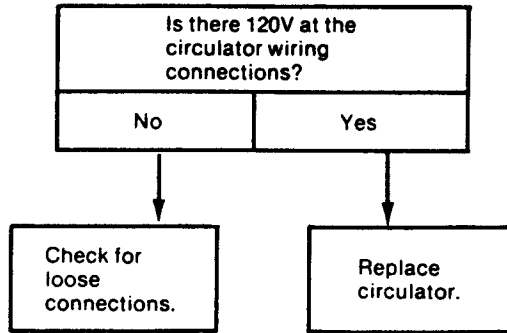 Is there 120V at the
circulator wiring
connections?
No
Yes
Check for
loose
connections.
Replace
circulator.